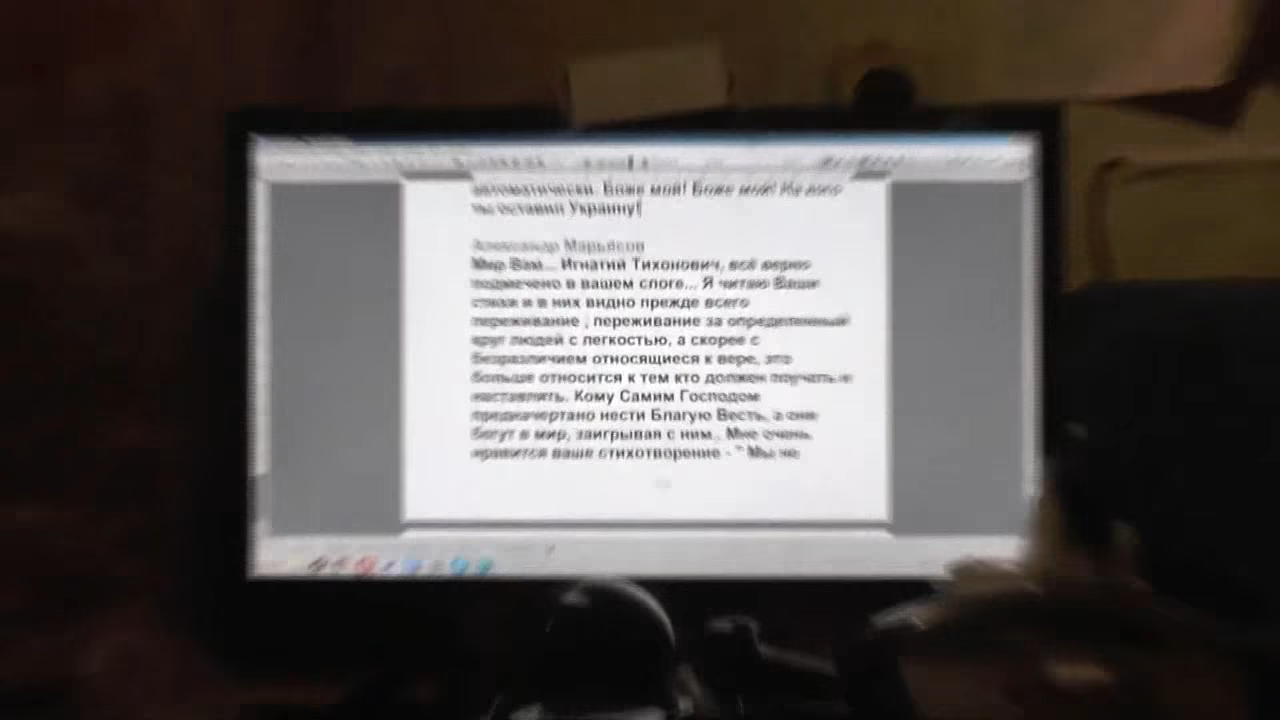 автоматически. Боже мой! Боже мой! На кого
ты оставил Украину!
Александр Марьясов
Мир Вам... Игнатий Тихонович, всё верно
подмечено в вашем слоге... Я читаю Ваши
стихи и в них видно прежде всего
переживание , переживание за определенный
круг людей с легкостью, а скорее с
безразличием относящиеся к вере, это
больше относится к тем кто должен поучать и
наставлять. Кому Самим Господом
предначертано нести Благую Весть, а они
бегут в мир, заигрывая с ним.. Мне очень
нравится ваше стихотворение - " Мы не